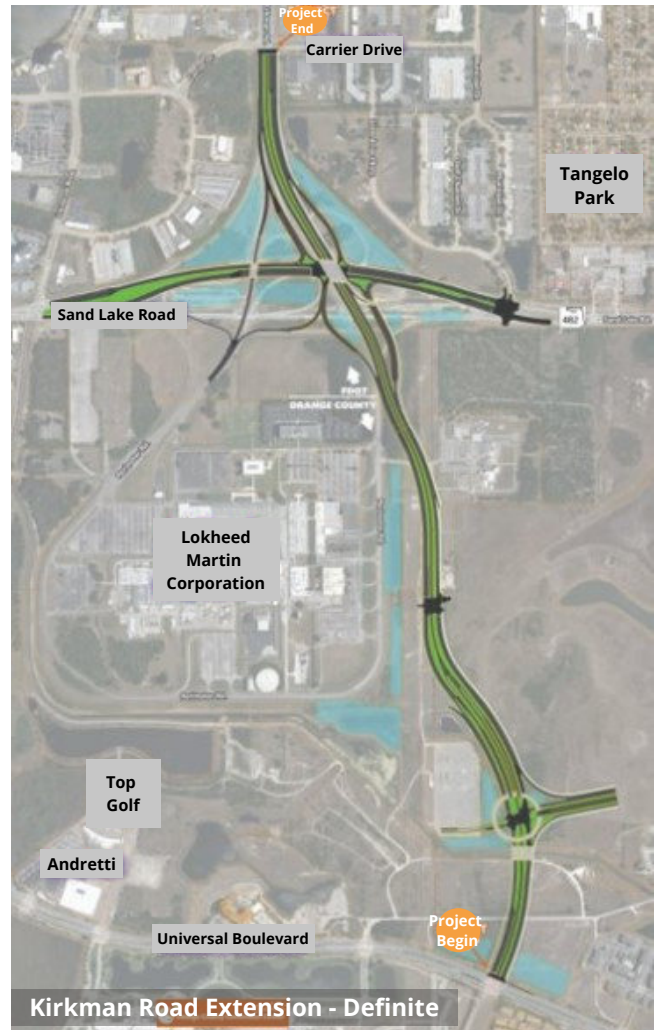 Project
End
Carrier Drive
Tangelo
Park
Sand Lake Road
482
FDOT
ORANGE COUNTY
Lokheed
Martin
Corporation
Top
Golf
Andretti
Project
Begin
Universal Boulevard
Kirkman Road Extension - Definite